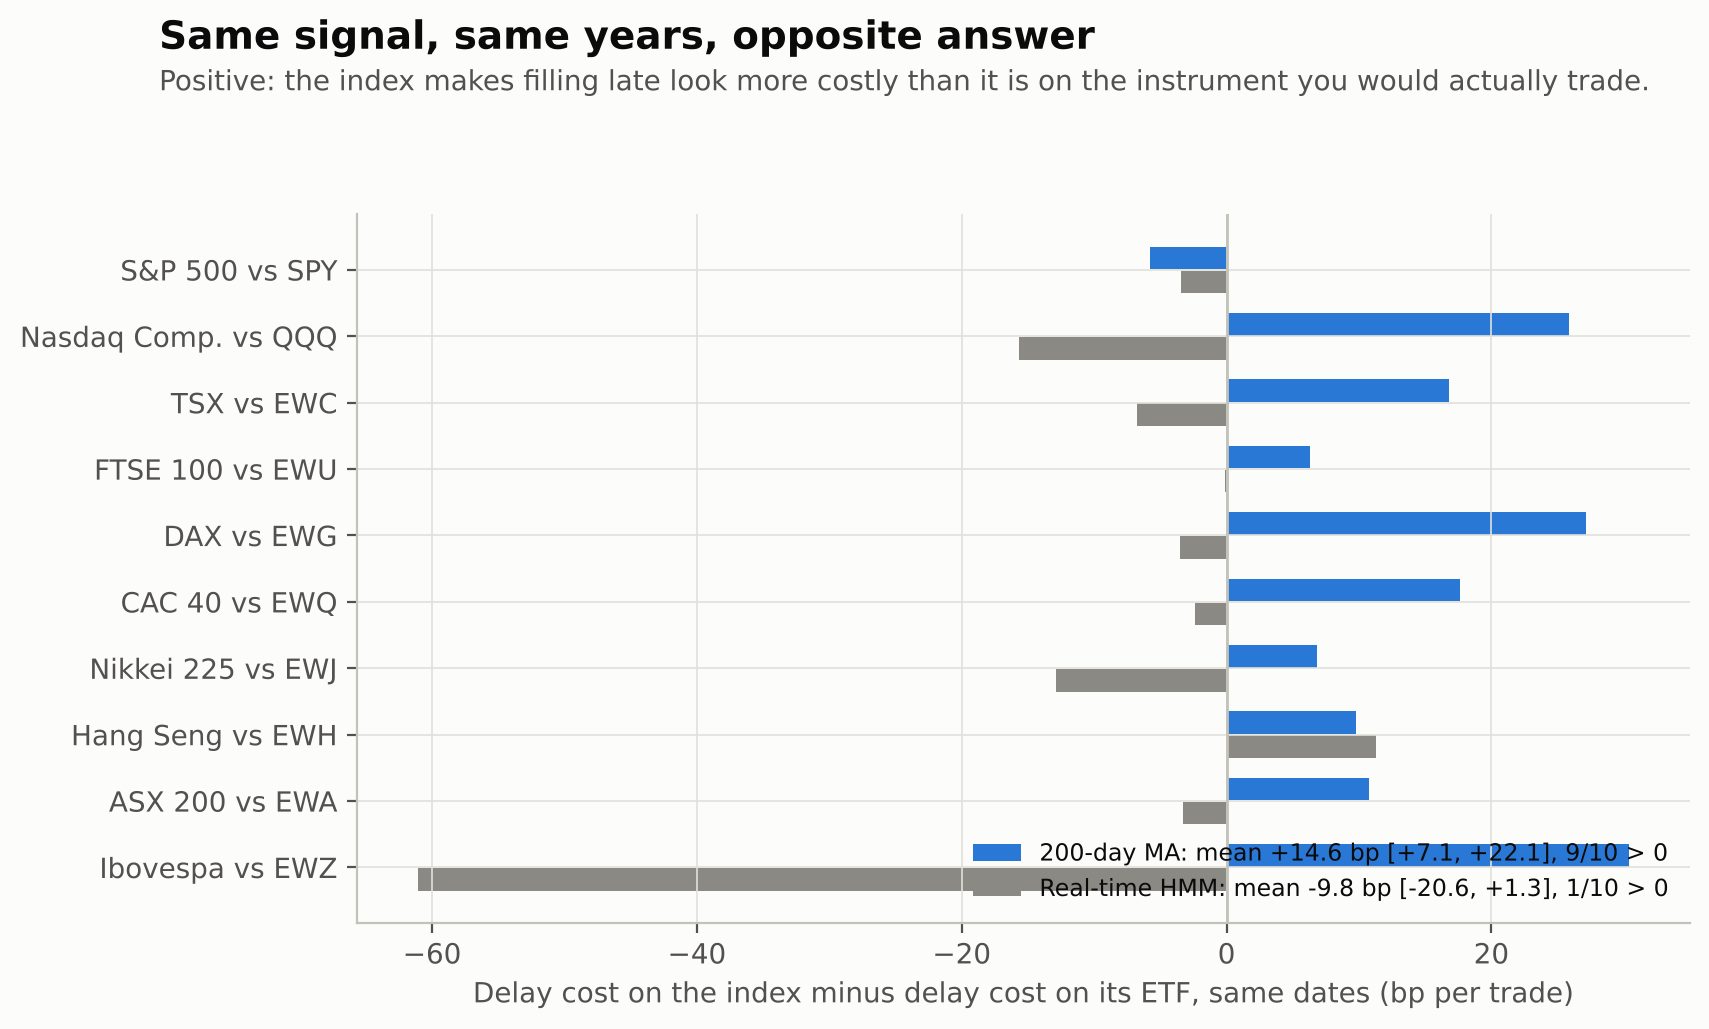 Same signal, same years, opposite answer
Positive: the index makes filling late look more costly than it is on the instrument you would actually trade.
S&P 500 vs SPY
Nasdaq Comp. vs QQQ
TSX vs EWC
FTSE 100 vs EWU
DAX vs EWG
CAC 40 vs EWQ
Nikkei 225 vs EWJ
Hang Seng vs EWH
ASX 200 vs EWA
Ibovespa vs EWZ
200-day MA: mean +14.6 bp [+7.1, +22.1], 9/10 > 0
Real-time HMM: mean -9.8 bp [-20.6, +1.3], 1/10 > 0
−60 −40 −20 0 20
Delay cost on the index minus delay cost on its ETF, same dates (bp per trade)